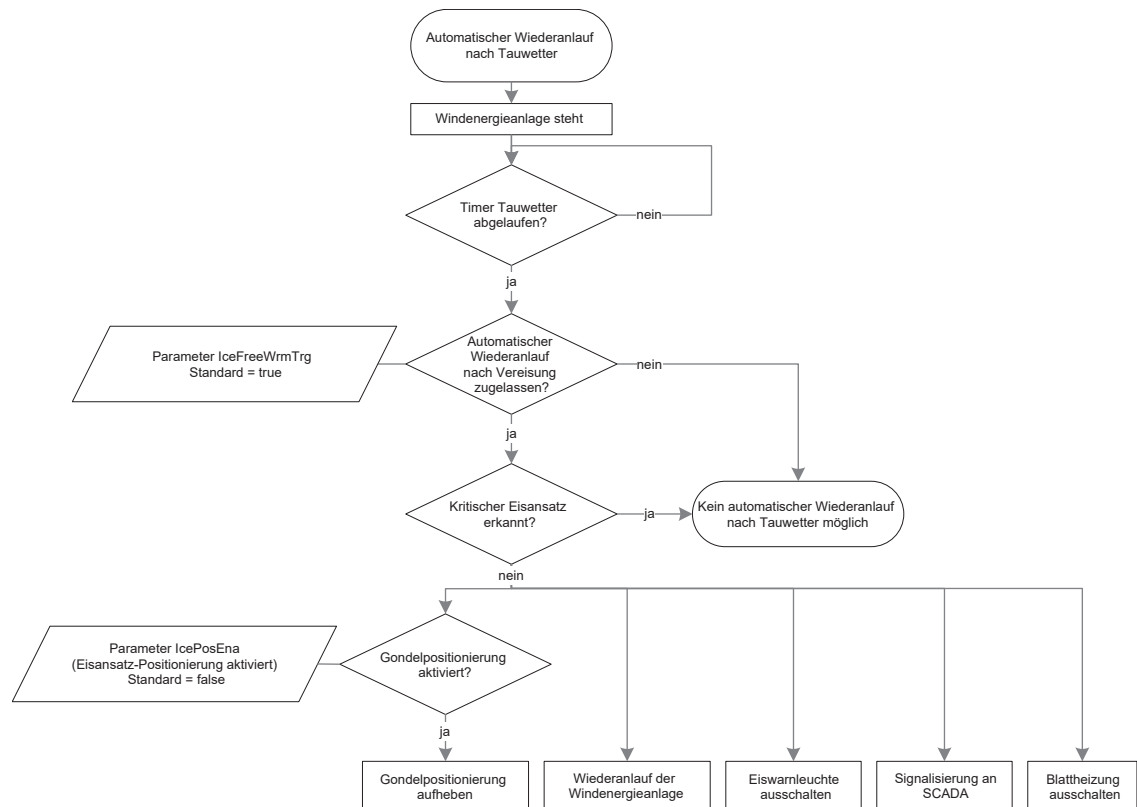 Automatischer Wiederanlauf
nach Tauwetter
Windenergieanlage steht
Timer Tauwetter
abgelaufen?
nein
ja
Parameter IceFreeWrmTrg
Standard = true
Automatischer
Wiederanlauf
nach Vereisung
zugelassen?
nein
ja
Kritischer Eisansatz
erkannt?
ja
Kein automatischer Wiederanlauf
nach Tauwetter möglich
nein
Parameter IcePosEna
(Eisansatz-Positionierung aktiviert)
Standard = false
Gondelpositionierung
aktiviert?
ja
Gondelpositionierung
aufheben
Wiederanlauf der
Windenergieanlage
Eiswarnleuchte
ausschalten
Signalisierung an
SCADA
Blattheizung
ausschalten